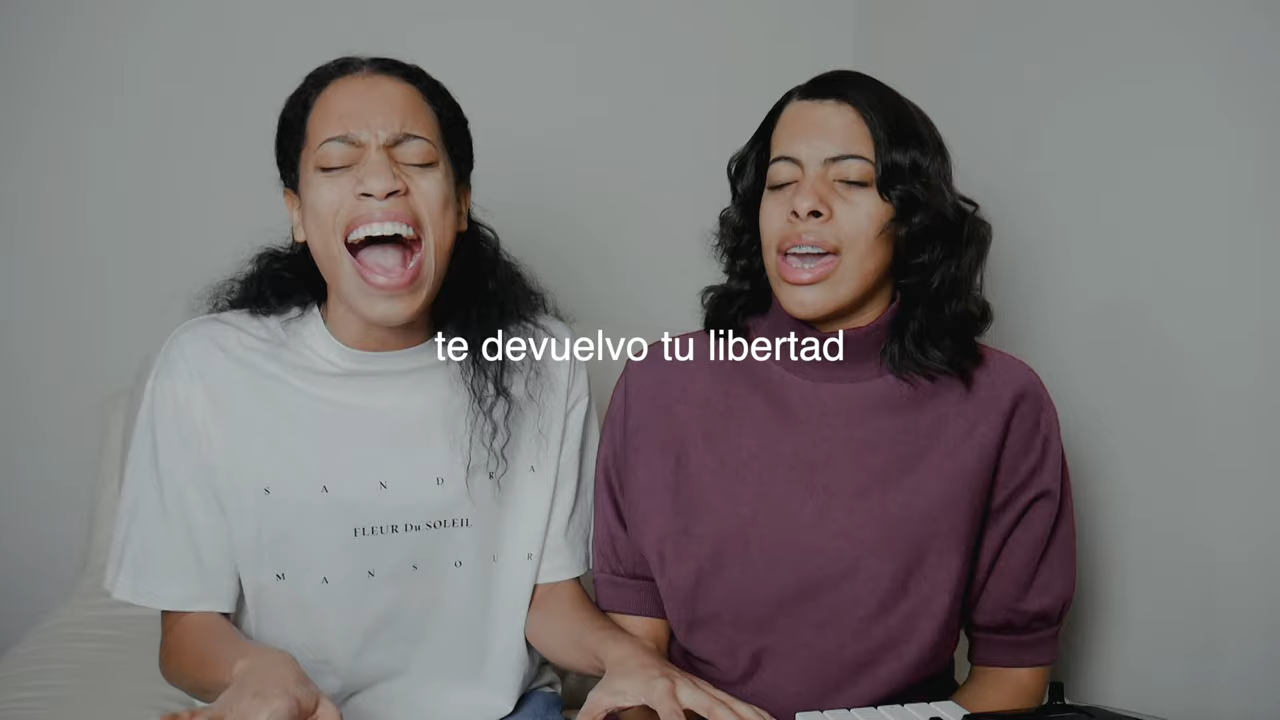 te devuelvo tu libertad
S A N D R A
FLEUR Du SOLEIL
M A N S O U R